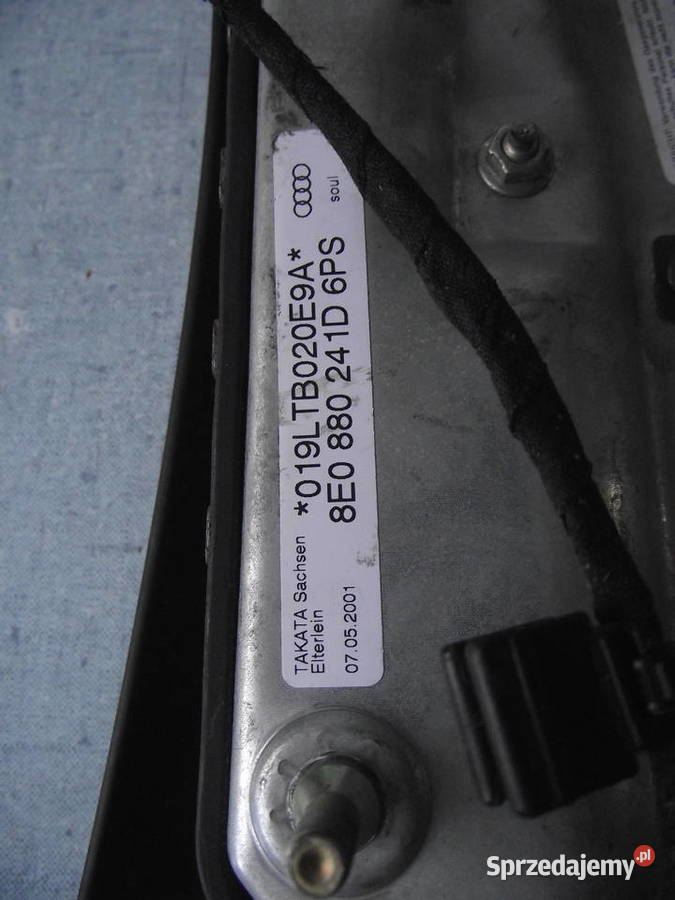 TAKATA Sachsen
Elterlein
07.05.2001
*019LTB020E9A*
8E0 880 241D 6PS
soul
Sprzedajemy.pl